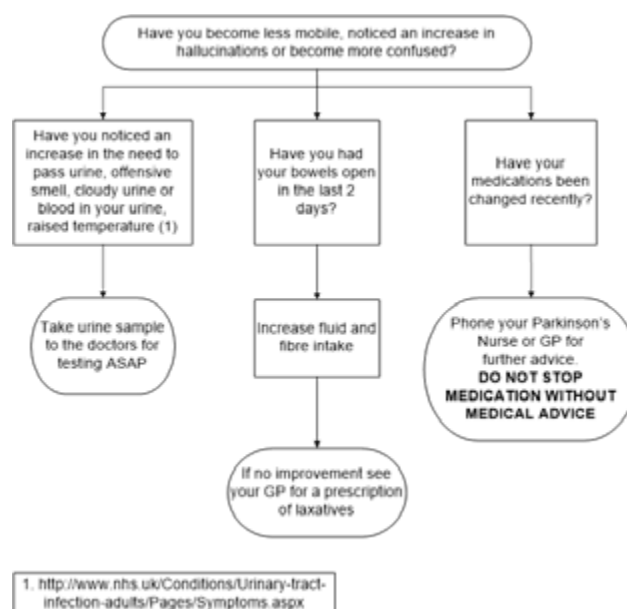 Have you become less mobile, noticed an increase in
hallucinations or become more confused?
Have you noticed an
increase in the need to
pass urine, offensive
smell, cloudy urine or
blood in your urine,
raised temperature (1)
Have you had
your bowels open
in the last 2
days?
Have your
medications been
changed recently?
Take urine sample
to the doctors for
testing ASAP
Increase fluid and
fibre intake
Phone your Parkinson's
Nurse or GP for
further advice.
DO NOT STOP
MEDICATION WITHOUT
MEDICAL ADVICE
If no improvement see
your GP for a prescription
of laxatives
1. http://www.nhs.uk/Conditions/Urinary-tract-
infection-adults/Pages/Symptoms.aspx